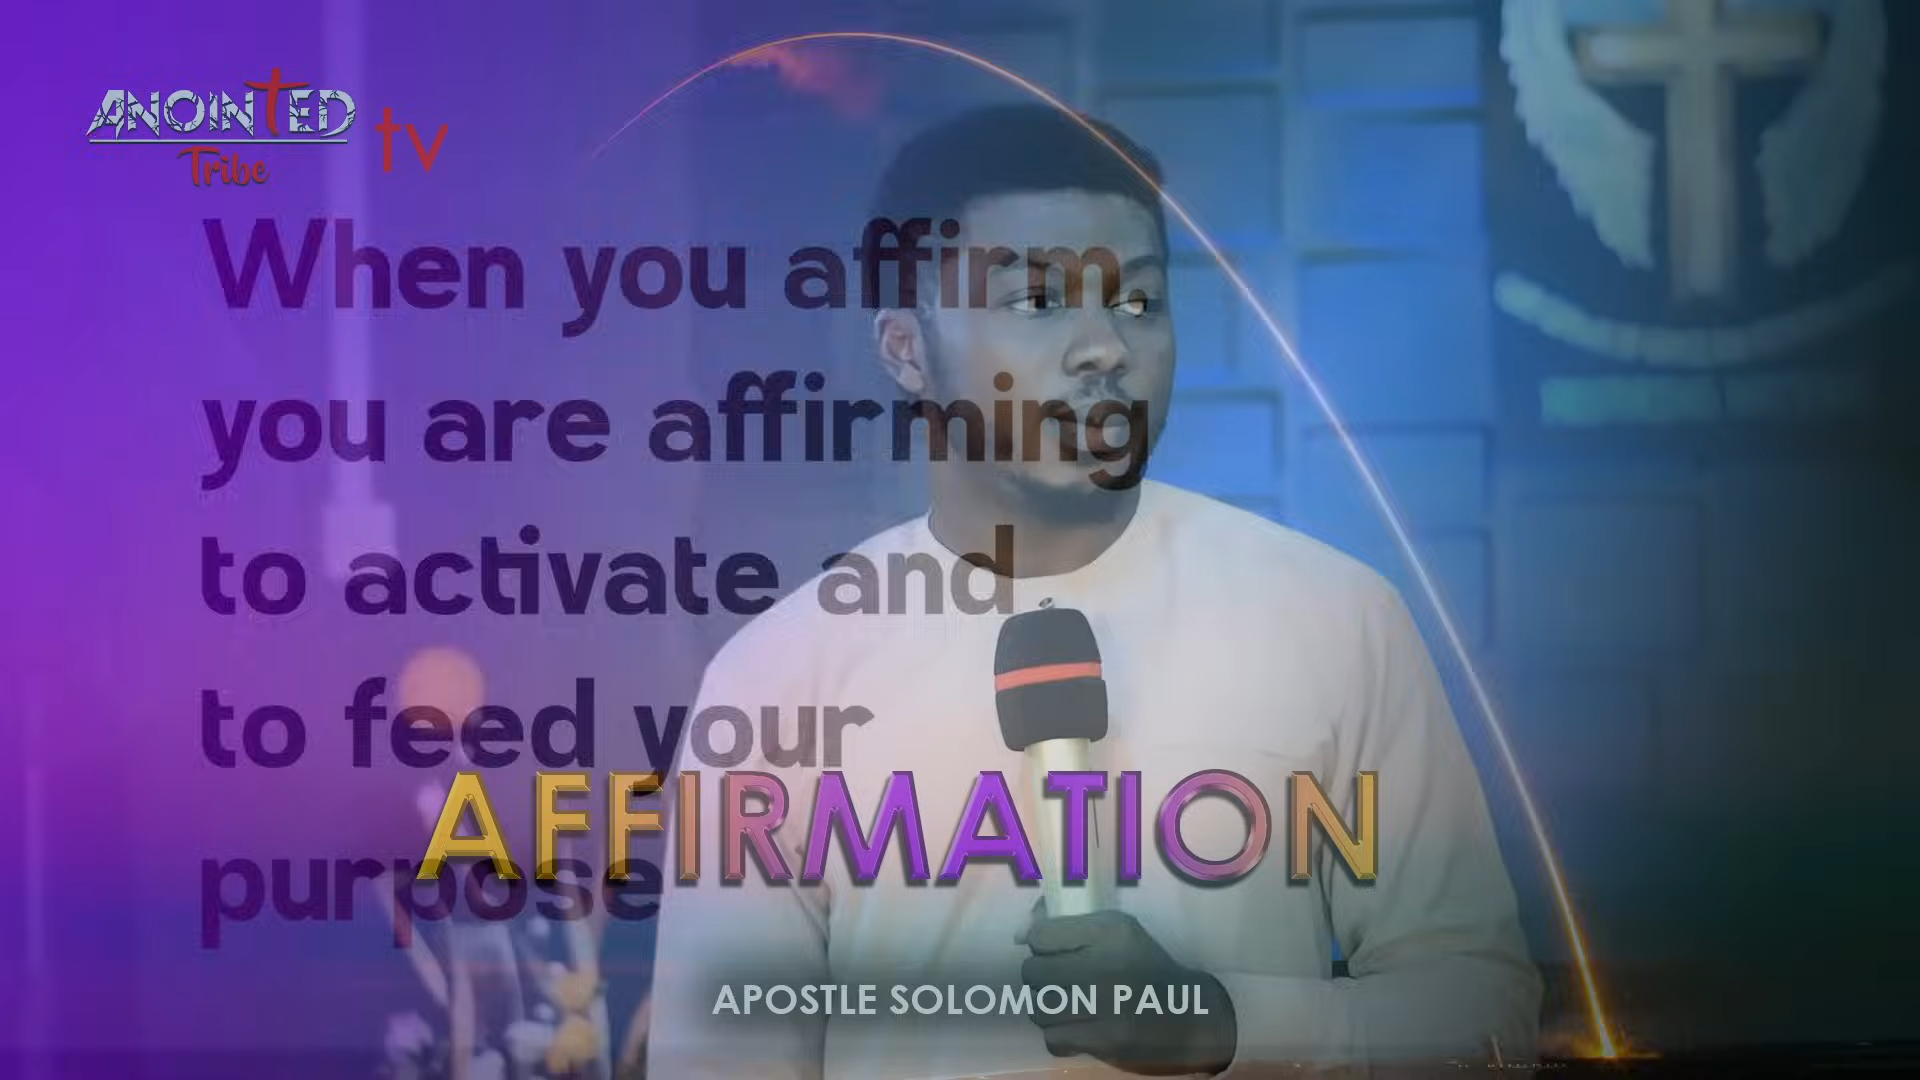 ANOINTED
Tribe tv
When you affirm,
you are affirming
to activate and
to feed your
purpose
AFFIRMATION
APOSTLE SOLOMON PAUL